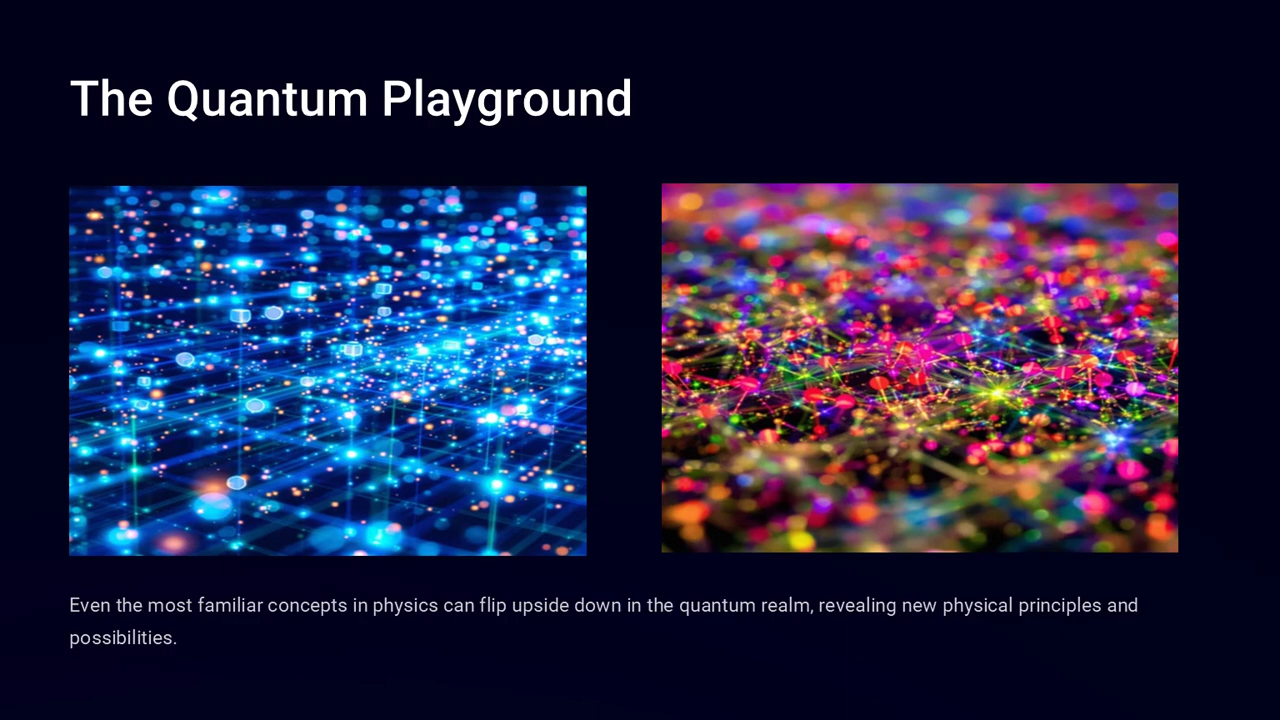 The Quantum Playground
Even the most familiar concepts in physics can flip upside down in the quantum realm, revealing new physical principles and
possibilities.